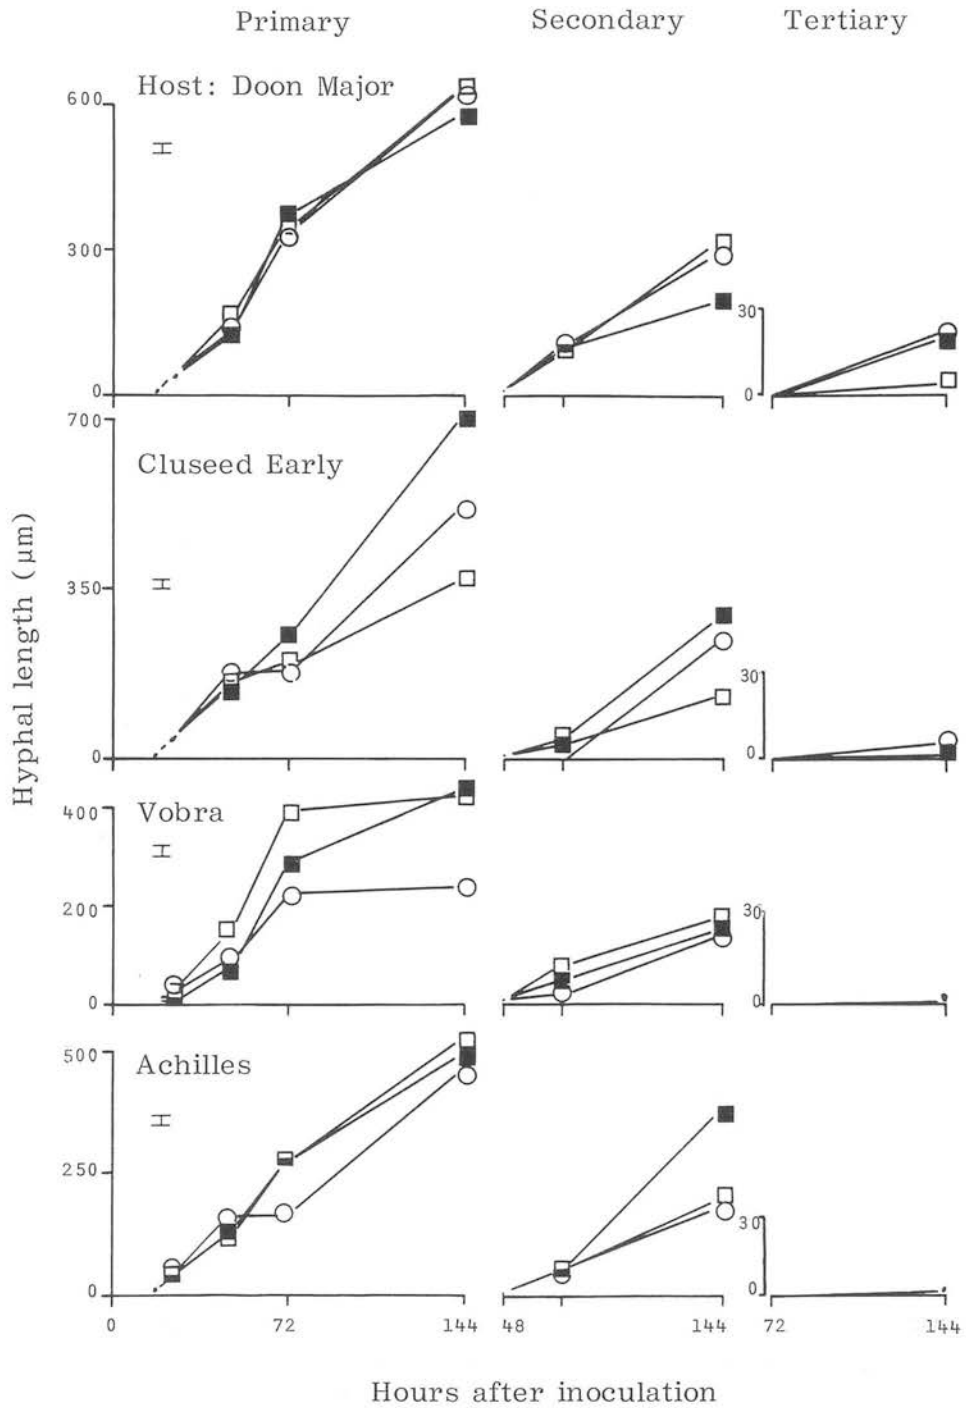 Primary Secondary Tertiary
Host: Doon Major
600
300
0
30
0
Cluseed Early
700
350
0
30
0
Hyphal length (µm)
Vobra
400
200
0
30
0
Achilles
500
250
0
30
0
0 72 144 48 144 72 144
Hours after inoculation